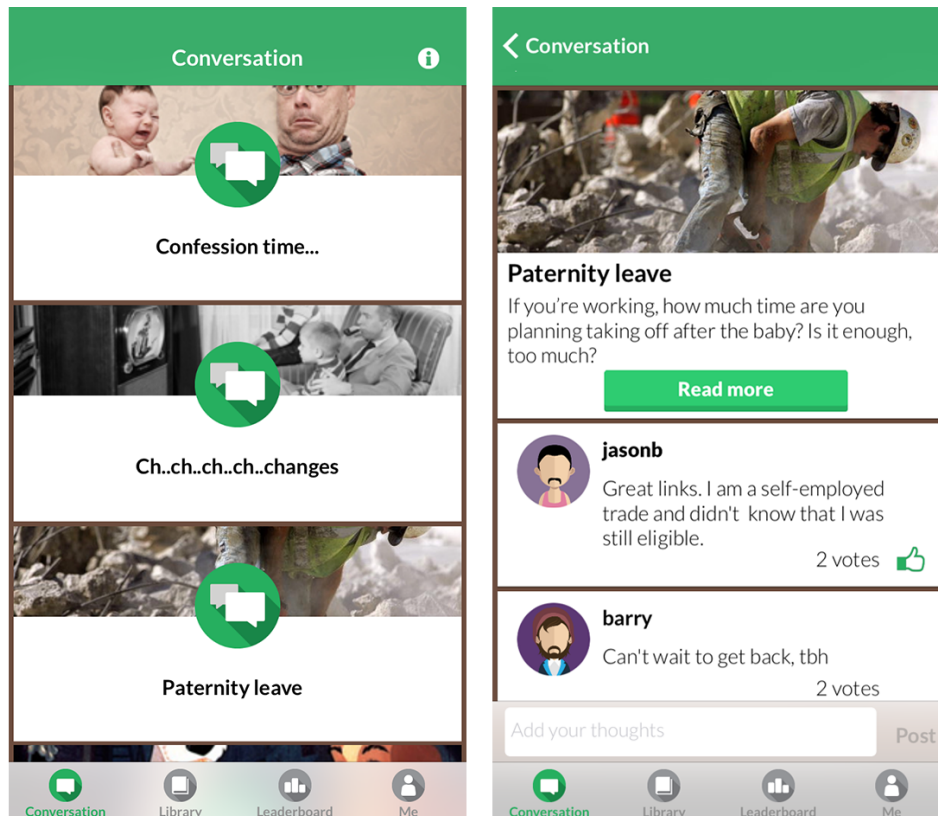 Conversation
Confession time...
Ch..ch..ch..ch..changes
Paternity leave
Conversation
Library
Leaderboard
Me
Conversation
Paternity leave
If you're working, how much time are you
planning taking off after the baby? Is it enough,
too much?
Read more
jasonb
Great links. I am a self-employed
trade and didn't know that I was
still eligible.
2 votes
barry
Can't wait to get back, tbh
2 votes
Add your thoughts
Post
Conversation
Library
Leaderboard
Me